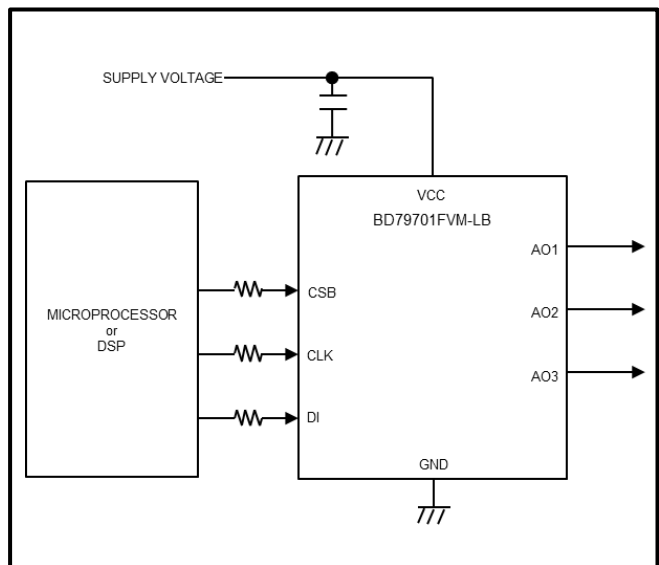 SUPPLY VOLTAGE
VCC
BD79701FVM-LB
MICROPROCESSOR
or
DSP
CSB
CLK
DI
AO1
AO2
AO3
GND